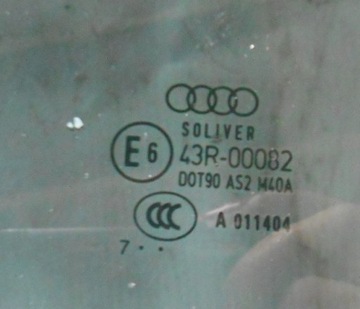 SOLIVER
E6 43R-00082
DOT90 AS2 M40A
CCC A 011404
7 . .